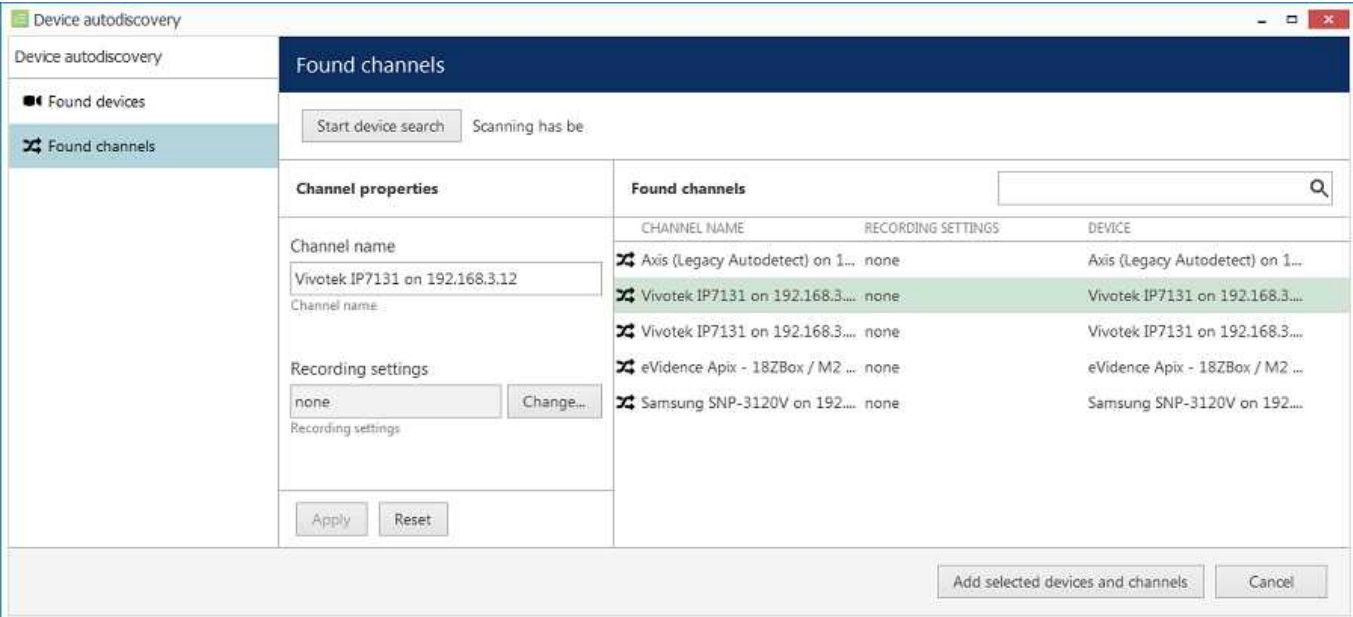 Device autodiscovery
Device autodiscovery
Found devices
Found channels
Found channels
Start device search Scanning has be
Channel properties
Channel name
Vivotek IP7131 on 192.168.3.12
Channel name
Recording settings
none Change...
Recording settings
Apply Reset
Found channels
CHANNEL NAME RECORDING SETTINGS DEVICE
Axis (Legacy Autodetect) on 1... none Axis (Legacy Autodetect) on 1...
Vivotek IP7131 on 192.168.3.... none Vivotek IP7131 on 192.168.3....
Vivotek IP7131 on 192.168.3.... none Vivotek IP7131 on 192.168.3....
eVidence Apix - 18ZBox / M2 ... none eVidence Apix - 18ZBox / M2 ...
Samsung SNP-3120V on 192.... none Samsung SNP-3120V on 192....
Add selected devices and channels Cancel